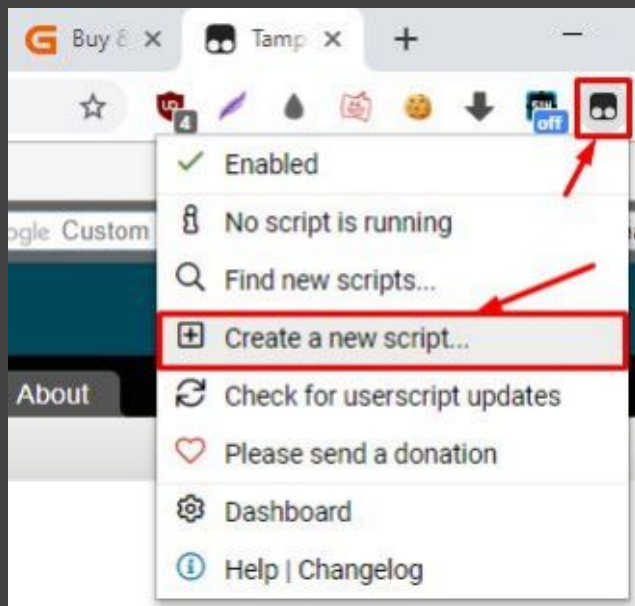 Buy &
Tamp
4
off
Enabled
No script is running
ogle Custom
Find new scripts...
Create a new script...
About
Check for userscript updates
Please send a donation
Dashboard
Help | Changelog